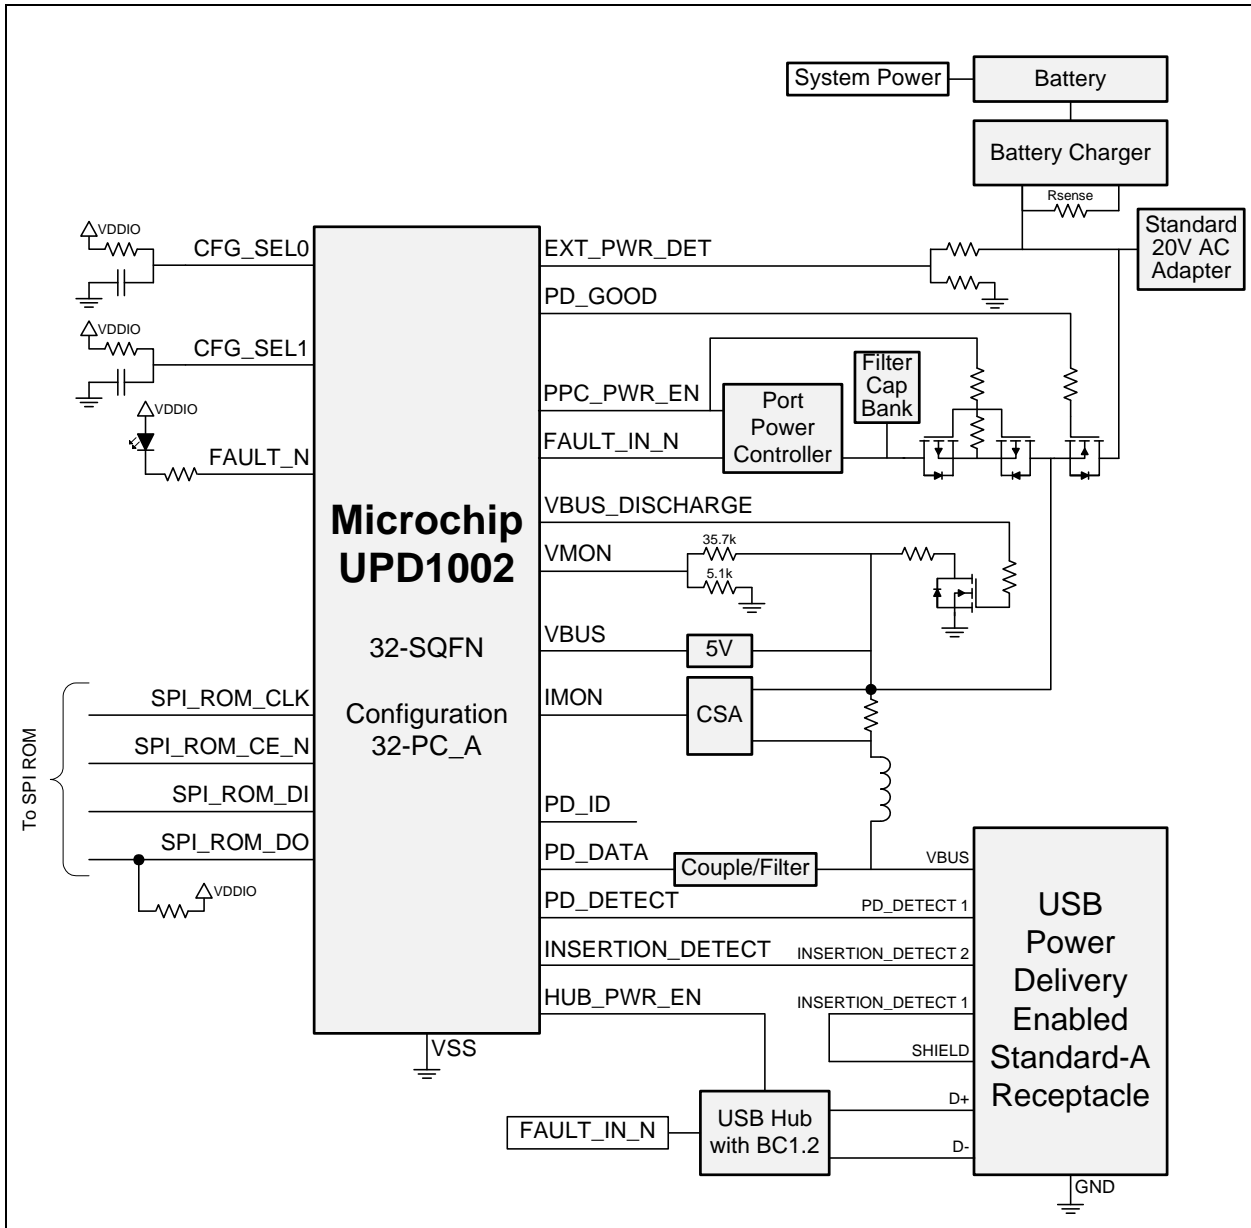 System Power
Battery
Battery Charger
Rsense
Standard
20V AC
Adapter
VDDIO
CFG_SEL0
EXT_PWR_DET
PD_GOOD
VDDIO
CFG_SEL1
PPC_PWR_EN
Port
Power
Controller
Filter
Cap
Bank
VDDIO
FAULT_N
FAULT_IN_N
Microchip
UPD1002
32-SQFN
Configuration
32-PC_A
VBUS_DISCHARGE
VMON
35.7k
5.1k
VBUS
5V
IMON
CSA
To SPI ROM
SPI_ROM_CLK
SPI_ROM_CE_N
SPI_ROM_DI
SPI_ROM_DO
VDDIO
PD_ID
PD_DATA
Couple/Filter
VBUS
PD_DETECT
PD_DETECT 1
INSERTION_DETECT
INSERTION_DETECT 2
HUB_PWR_EN
INSERTION_DETECT 1
SHIELD
USB
Power
Delivery
Enabled
Standard-A
Receptacle
VSS
D+
D-
USB Hub
with BC1.2
FAULT_IN_N
GND